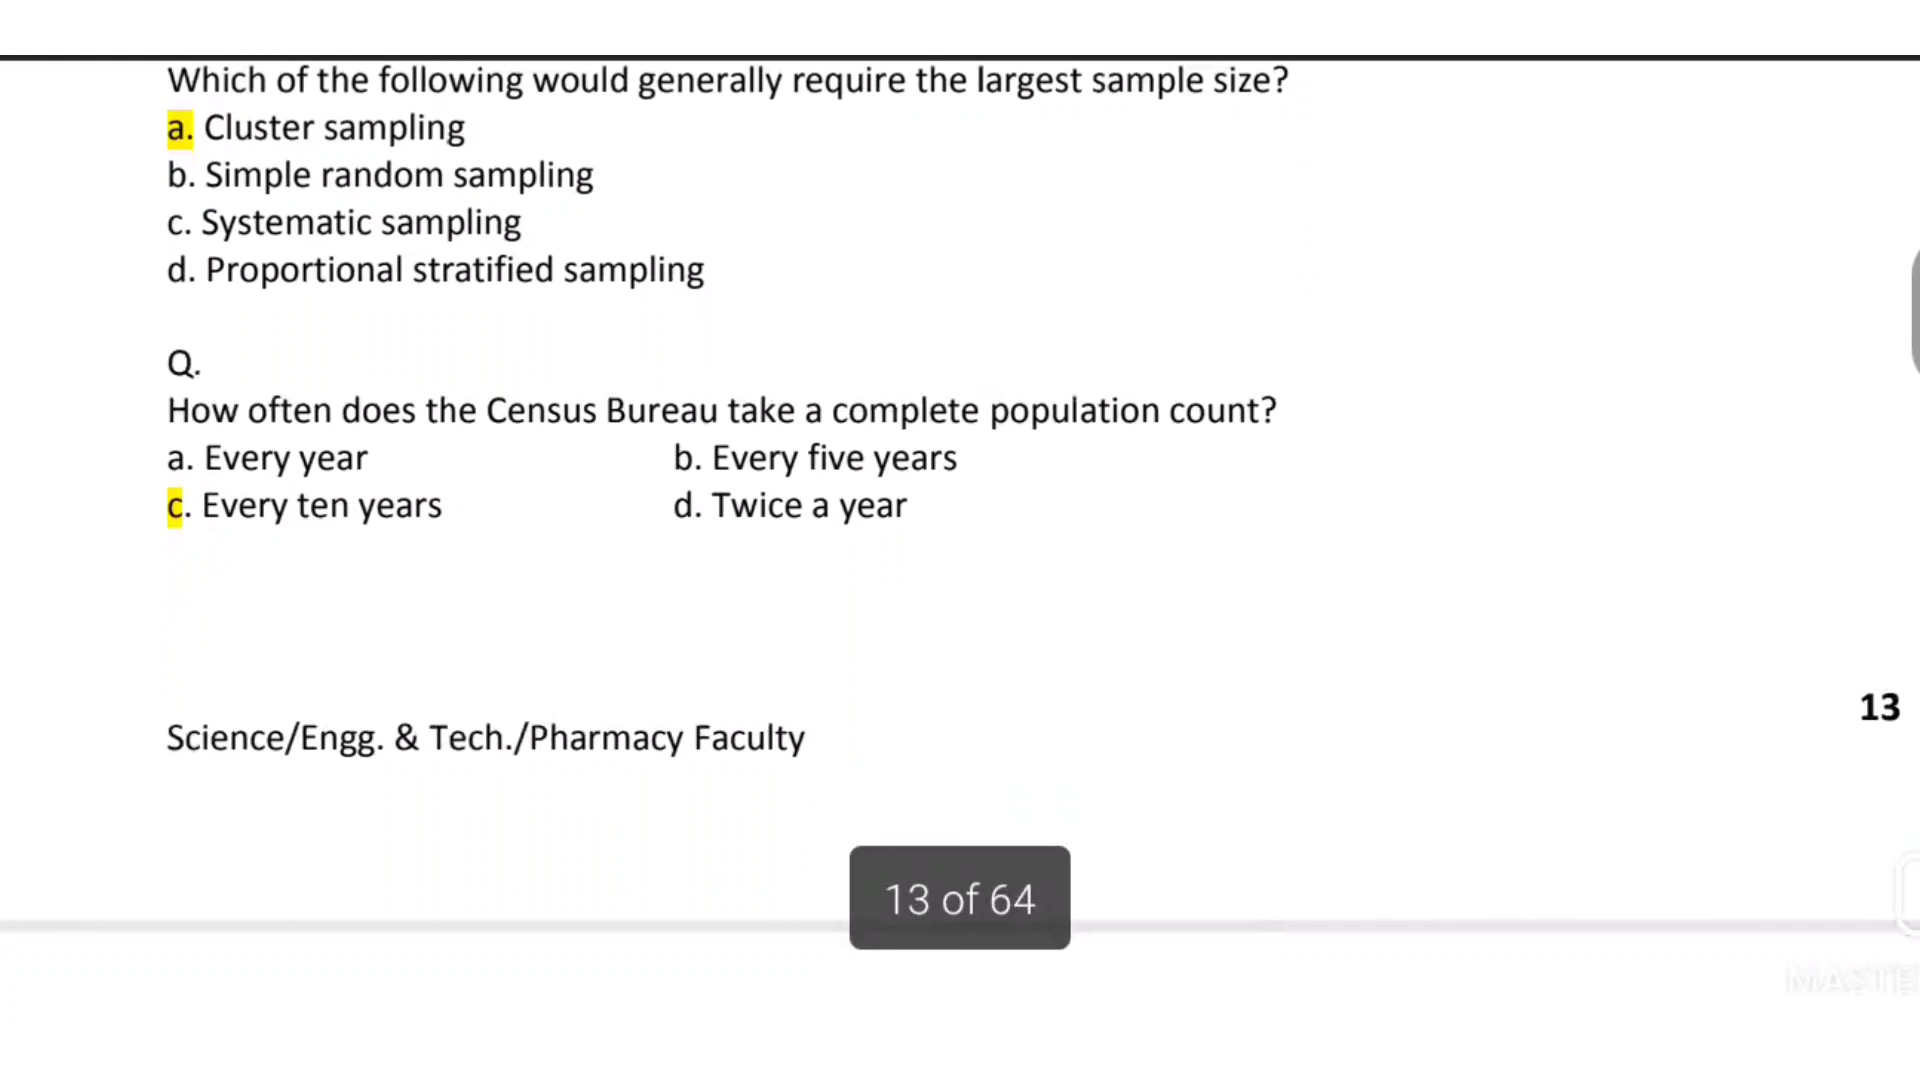 Which of the following would generally require the largest sample size?
a. Cluster sampling
b. Simple random sampling
c. Systematic sampling
d. Proportional stratified sampling
Q.
How often does the Census Bureau take a complete population count?
a. Every year b. Every five years
c. Every ten years d. Twice a year
13
Science/Engg. & Tech./Pharmacy Faculty
13 of 64